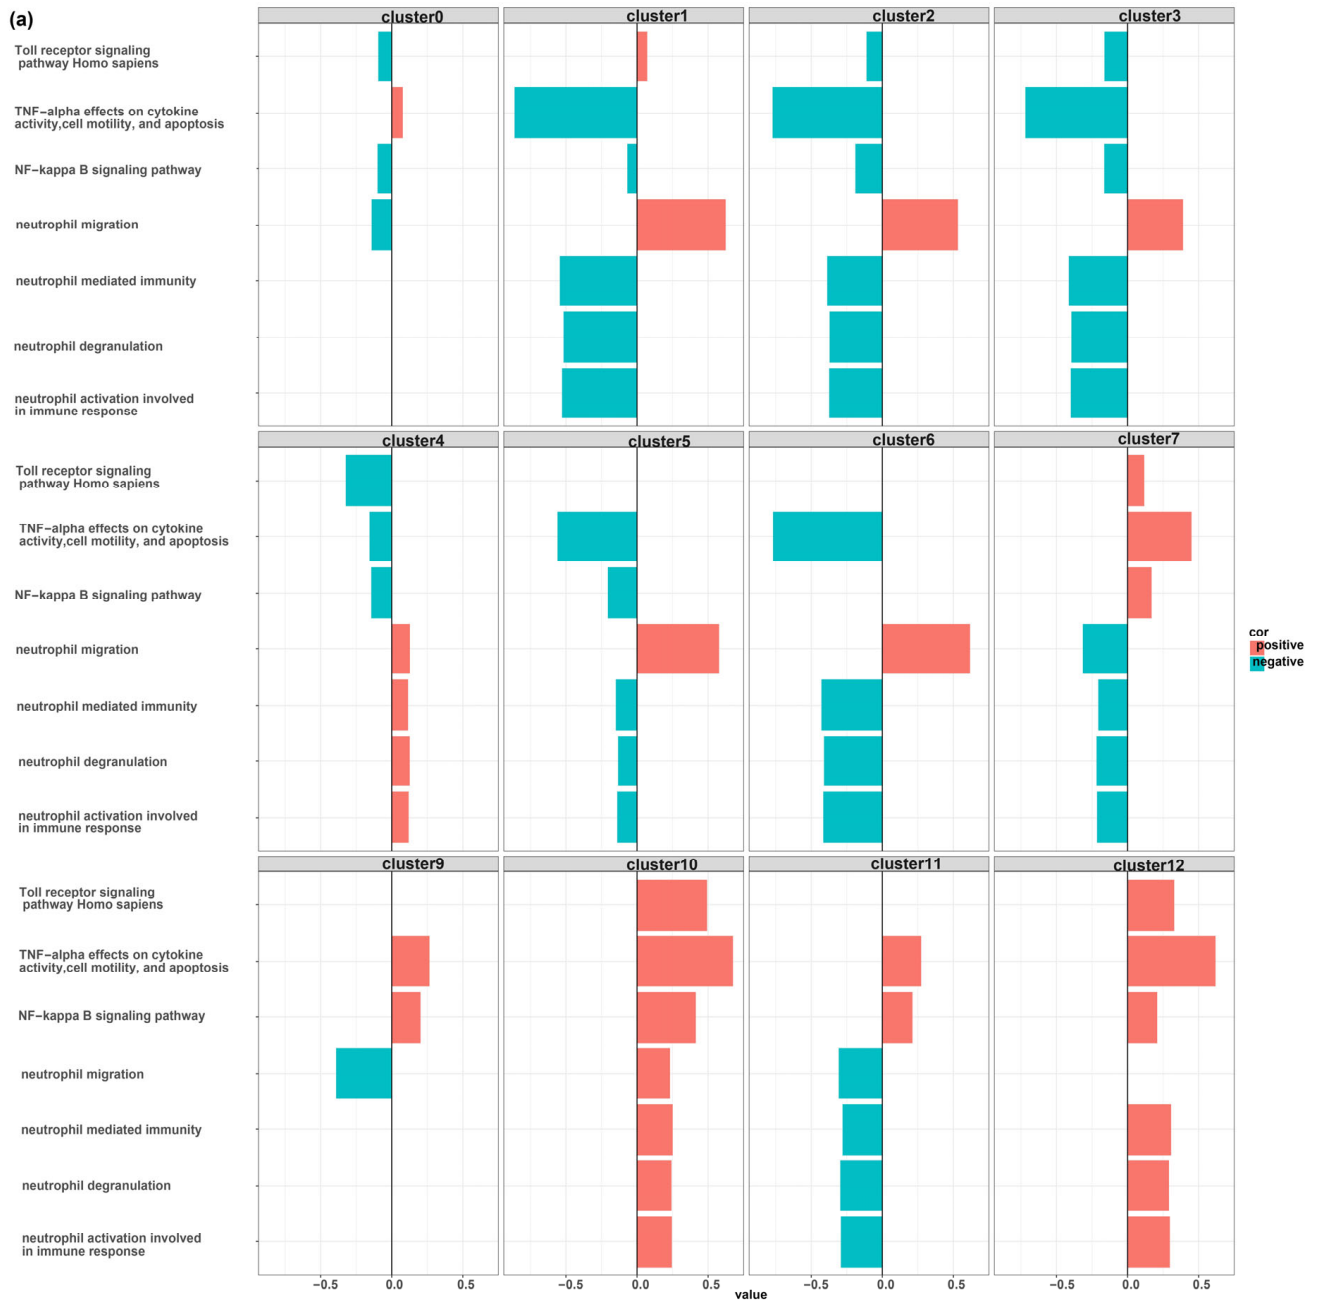 (a)
cluster0
cluster1
cluster2
cluster3
Toll receptor signaling
pathway Homo sapiens
TNF−alpha effects on cytokine
activity,cell motility, and apoptosis
NF−kappa B signaling pathway
neutrophil migration
neutrophil mediated immunity
neutrophil degranulation
neutrophil activation involved
in immune response
cluster4
cluster5
cluster6
cluster7
Toll receptor signaling
pathway Homo sapiens
TNF−alpha effects on cytokine
activity,cell motility, and apoptosis
NF−kappa B signaling pathway
neutrophil migration
neutrophil mediated immunity
neutrophil degranulation
neutrophil activation involved
in immune response
cor
positive
negative
cluster9
cluster10
cluster11
cluster12
Toll receptor signaling
pathway Homo sapiens
TNF−alpha effects on cytokine
activity,cell motility, and apoptosis
NF−kappa B signaling pathway
neutrophil migration
neutrophil mediated immunity
neutrophil degranulation
neutrophil activation involved
in immune response
−0.5 0.0 0.5
−0.5 0.0 0.5
−0.5 0.0 0.5
−0.5 0.0 0.5
value